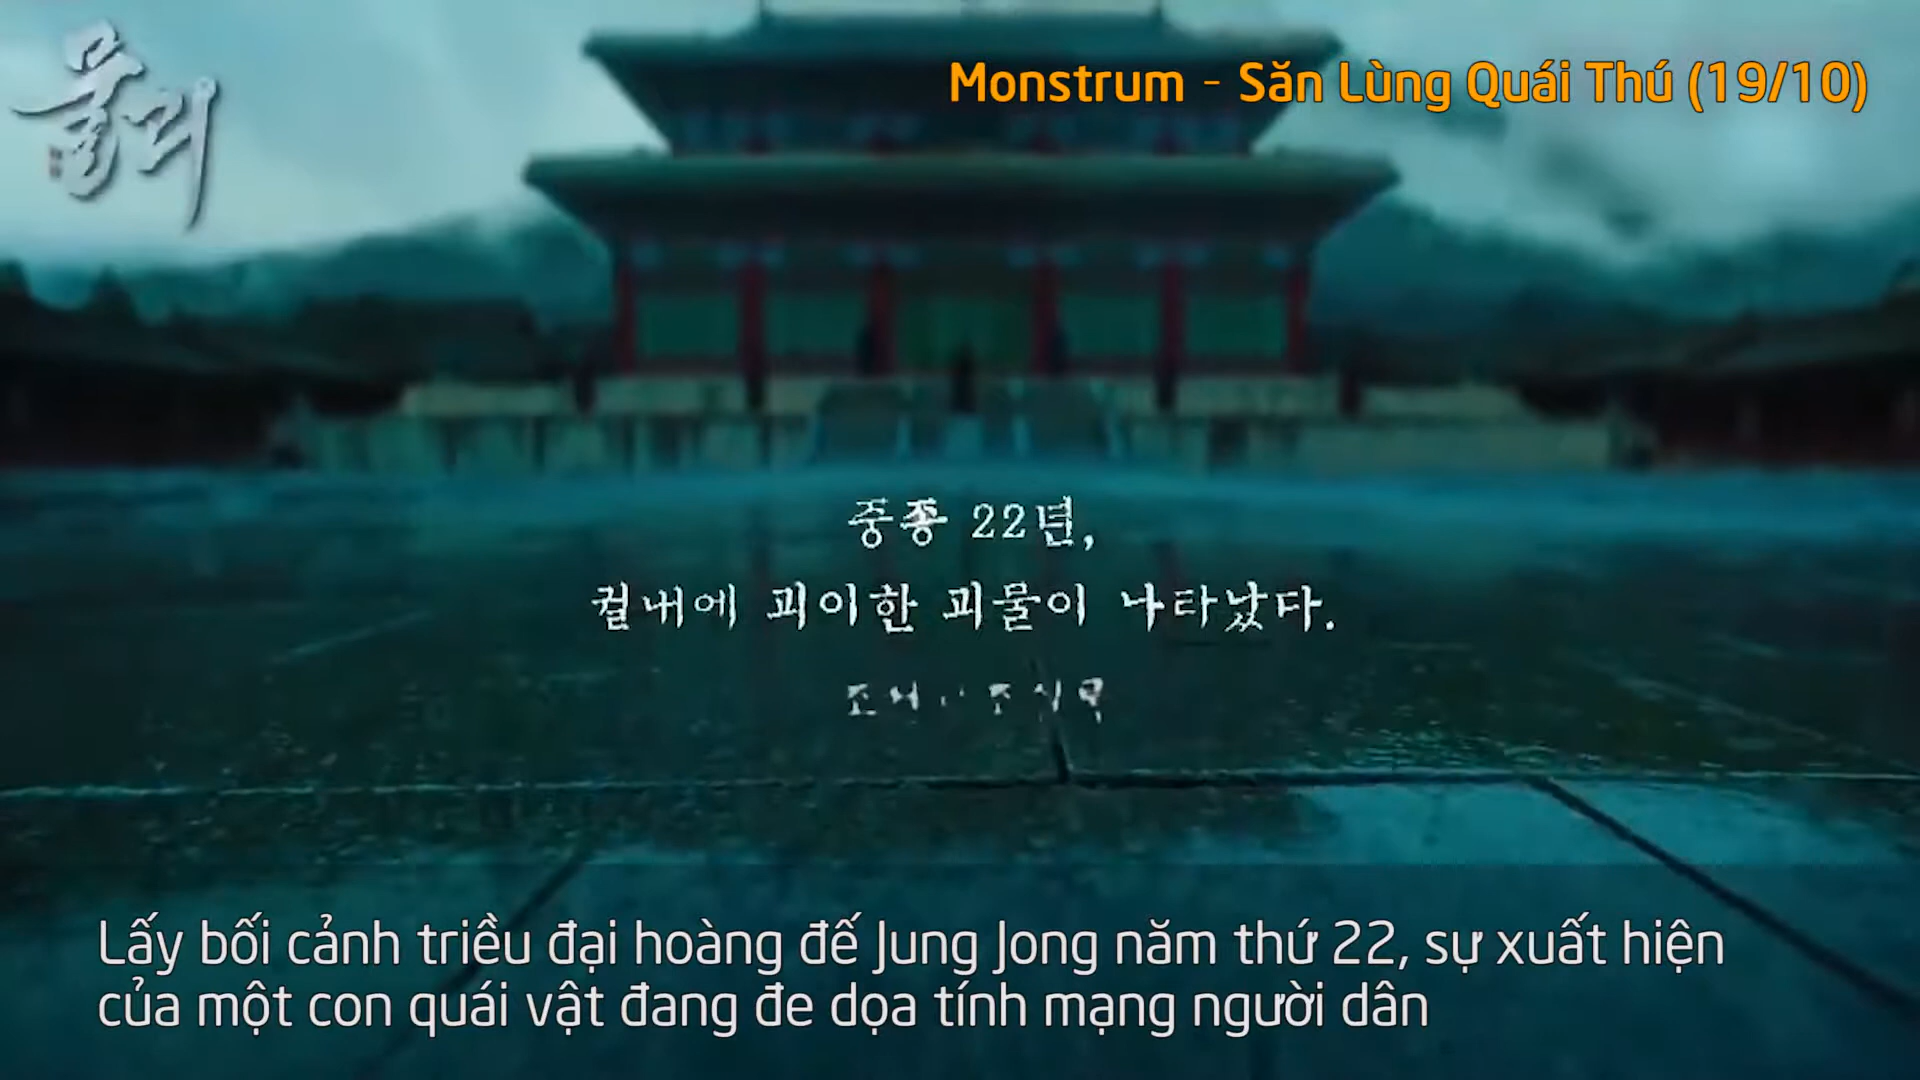 물괴
Monstrum - Săn Lùng Quái Thú (19/10)
중종 22년,
궐내에 괴이한 괴물이 나타났다.
Lấy bối cảnh triều đại hoàng đế Jung Jong năm thứ 22, sự xuất hiện
của một con quái vật đang đe dọa tính mạng người dân